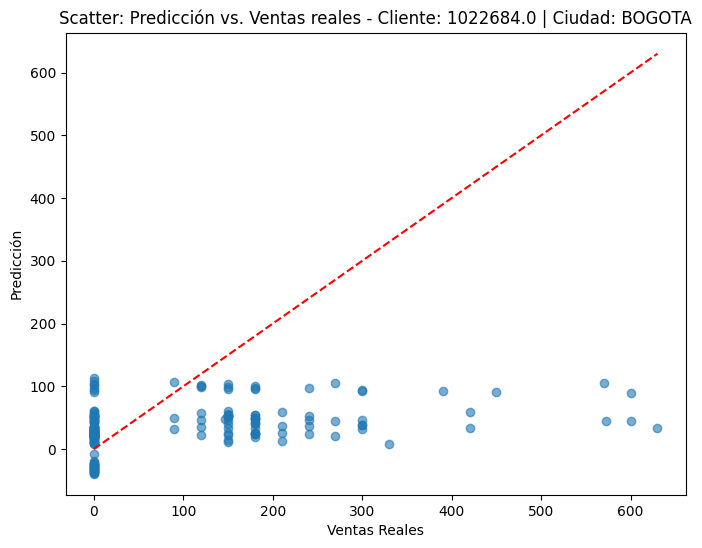 Scatter: Predicción vs. Ventas reales - Cliente: 1022684.0 | Ciudad: BOGOTA
600
500
400
300
200
100
0
Predicción
0 100 200 300 400 500 600
Ventas Reales